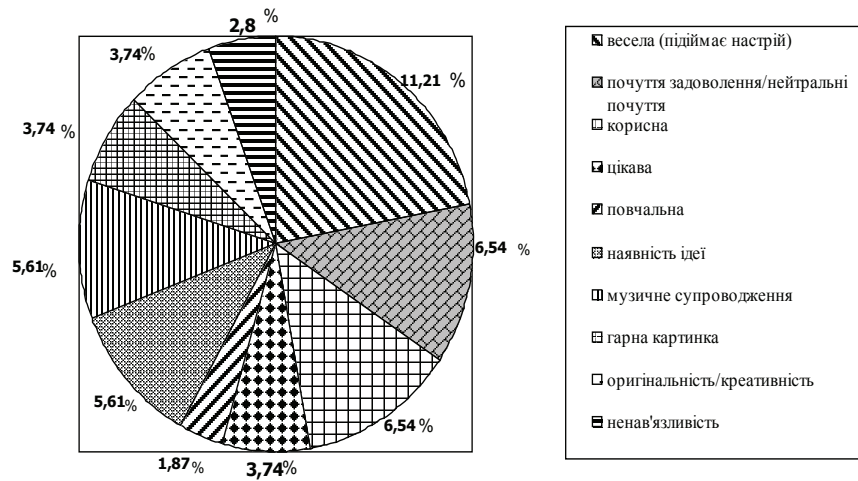 2,8 %
3,74%
11,21 %
3,74 %
6,54 %
5,61%
5,61%
6,54 %
1,87%
3,74%
весела (підіймає настрій)
почуття задоволення/нейтральні
почуття
корисна
цікава
повчальна
наявність ідеї
музичне супроводження
гарна картинка
оригінальність/креативність
ненав'язливість